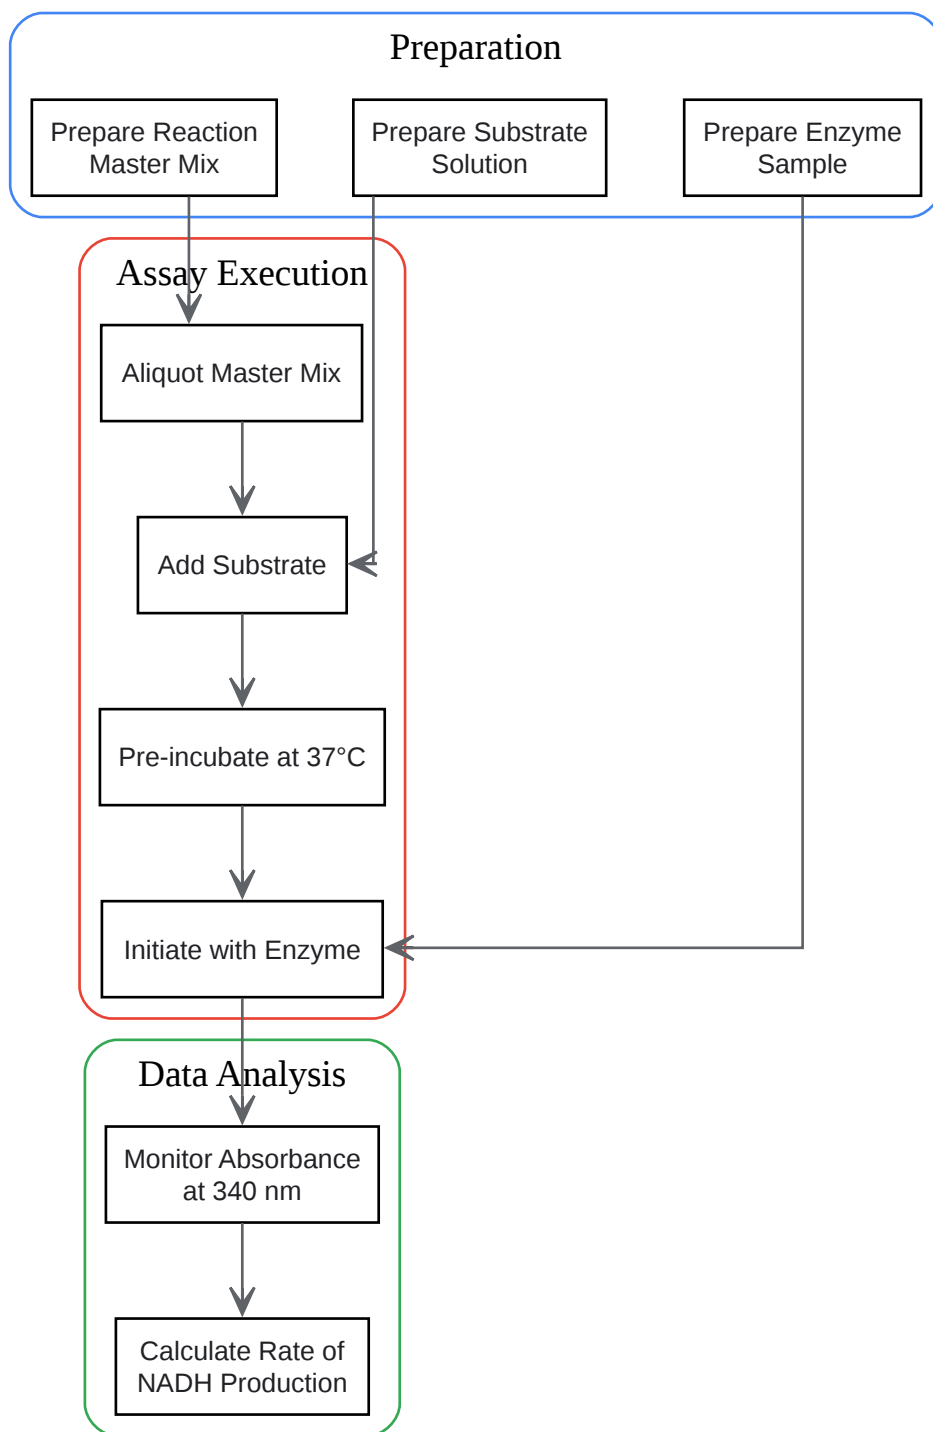 Preparation
Prepare Reaction
Master Mix
Prepare Substrate
Solution
Prepare Enzyme
Sample
Assay Execution
Aliquot Master Mix
Add Substrate
Pre-incubate at 37°C
Initiate with Enzyme
Data Analysis
Monitor Absorbance
at 340 nm
Calculate Rate of
NADH Production